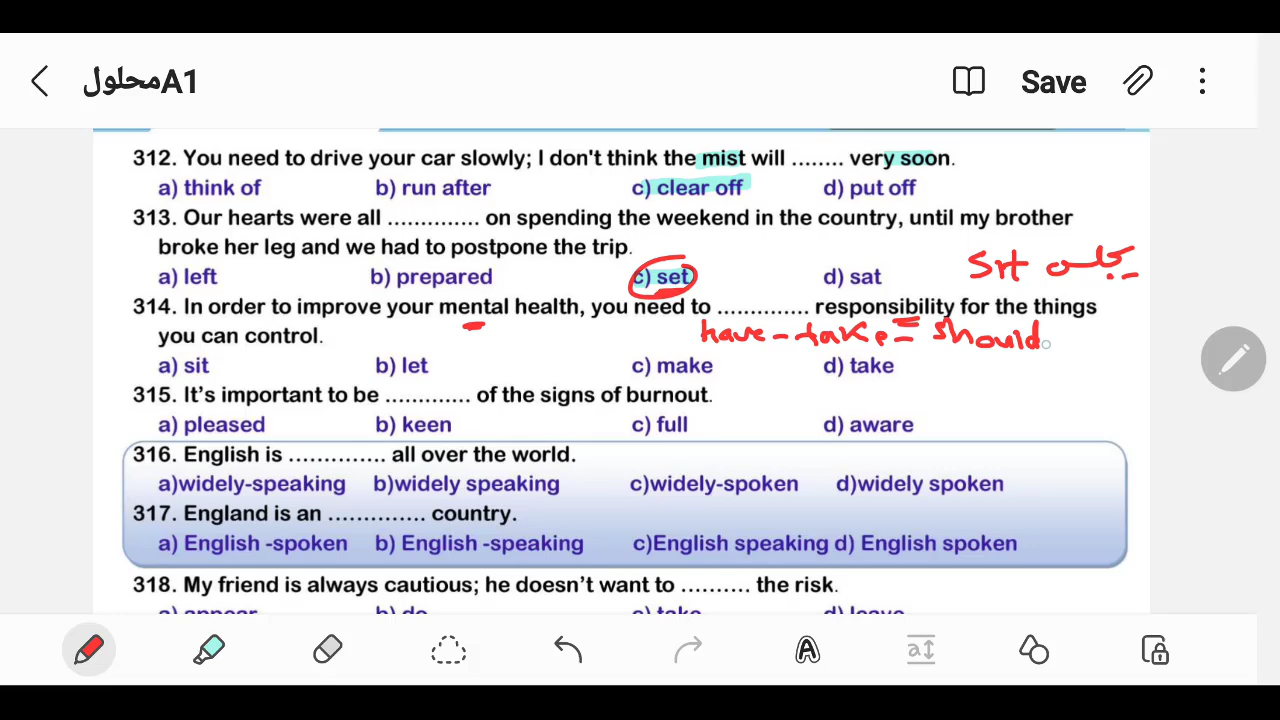 محلولA1
Save
312. You need to drive your car slowly; I don't think the mist will ........ very soon.
a) think of b) run after c) clear off d) put off
313. Our hearts were all ............. on spending the weekend in the country, until my brother
broke her leg and we had to postpone the trip.
a) left b) prepared c) set d) sat
314. In order to improve your mental health, you need to ............. responsibility for the things
have - take = should
you can control.
a) sit b) let c) make d) take
315. It's important to be ............. of the signs of burnout.
a) pleased b) keen c) full d) aware
316. English is .............. all over the world.
a)widely-speaking b)widely speaking c)widely-spoken d)widely spoken
317. England is an .............. country.
a) English -spoken b) English -speaking c)English speaking d) English spoken
318. My friend is always cautious; he doesn't want to .......... the risk.
a) appear b) do c) take d) leave